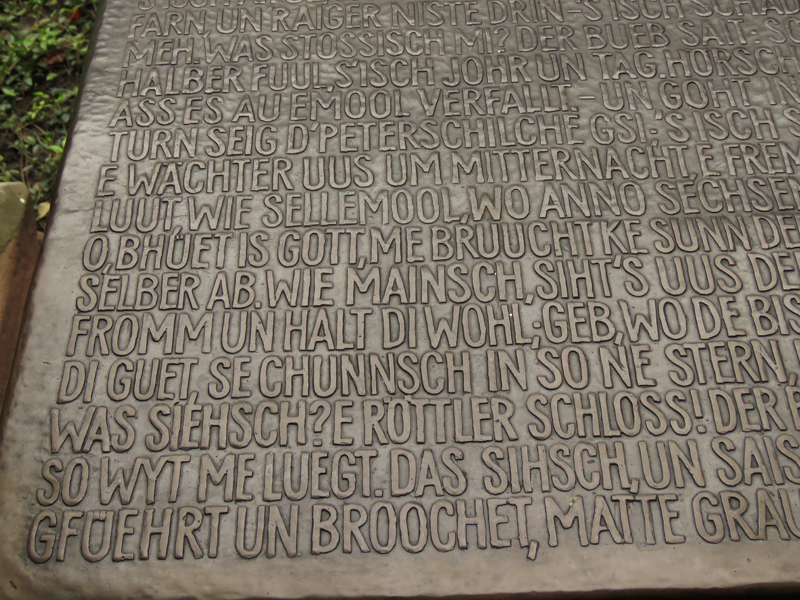 FARN, UN RAIGER NISTE DRIN-'S ISCH SCHAD
MEH. WAS STOSSISCH MI? DER BUEB SAIT-
HALBER FUUL, S'ISCH JOHR UN TAG. HORSCH
ASS ES AU EMOOL VERFALLT.- UN GOHT IN
TURN SEIG D'PETERSCHILCHE GSI;-'S ISCH
E WÄCHTER UUS UM MITTERNACHT, E FREM
LUUT, WIE SELLEMOOL, WO ANNO SECHSE
O, BHÜET IS GOTT, ME BRUUCHT KE SUNN DE
SELBER AB. WIE MAINSCH, SIHT'S UUS DE
FROMM UN HALT DI WOHL; GEB, WO DE BIS
DI GUET, SE CHUNNSCH IN SO NE STERN,
WAS SIEHSCH? E RÖTTLER SCHLOSS! DER
SO WYT ME LUEGT. DAS SIHSCH, UN SAIS
GFÜEHRT UN BROOCHET, MATTE GRAU